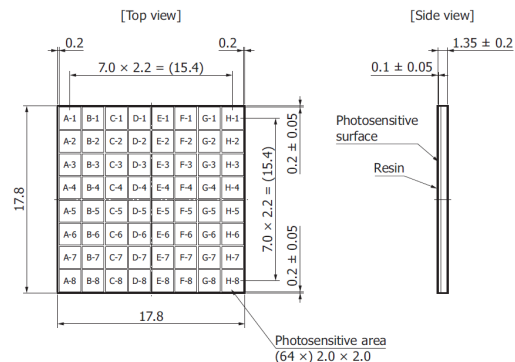 [Top view]
[Side view]
0.2
0.2
7.0 × 2.2 = (15.4)
1.35 ± 0.2
0.1 ± 0.05
A-1 B-1 C-1 D-1 E-1 F-1 G-1 H-1
A-2 B-2 C-2 D-2 E-2 F-2 G-2 H-2
A-3 B-3 C-3 D-3 E-3 F-3 G-3 H-3
A-4 B-4 C-4 D-4 E-4 F-4 G-4 H-4
A-5 B-5 C-5 D-5 E-5 F-5 G-5 H-5
A-6 B-6 C-6 D-6 E-6 F-6 G-6 H-6
A-7 B-7 C-7 D-7 E-7 F-7 G-7 H-7
A-8 B-8 C-8 D-8 E-8 F-8 G-8 H-8
17.8
7.0 × 2.2 = (15.4)
0.2 ± 0.05
0.2 ± 0.05
Photosensitive
surface
Resin
17.8
Photosensitive area
(64 ×) 2.0 × 2.0